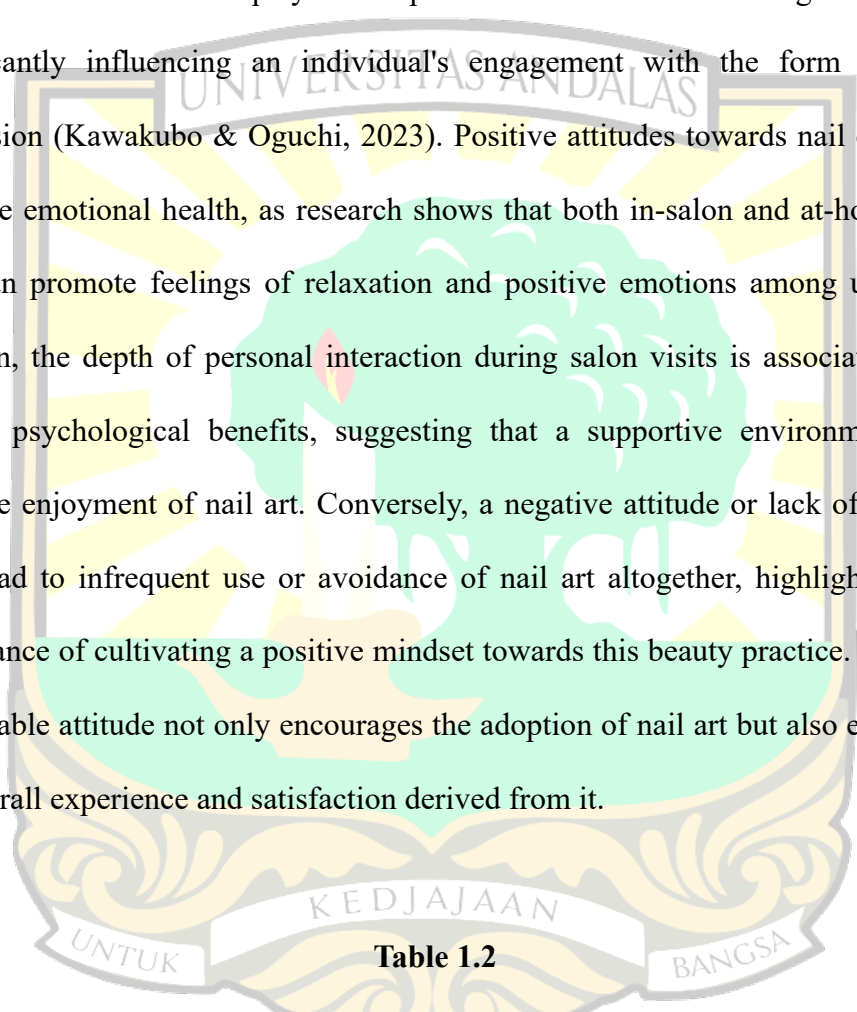 UNIVERSITAS ANDALAS
cantly influencing an individual's engagement with the form
sion (Kawakubo & Oguchi, 2023). Positive attitudes towards nail
e emotional health, as research shows that both in-salon and at-ho
n promote feelings of relaxation and positive emotions among u
n, the depth of personal interaction during salon visits is associat
psychological benefits, suggesting that a supportive environm
e enjoyment of nail art. Conversely, a negative attitude or lack of
ad to infrequent use or avoidance of nail art altogether, highligh
ance of cultivating a positive mindset towards this beauty practice.
able attitude not only encourages the adoption of nail art but also e
rall experience and satisfaction derived from it.
KEDJAJAAN
UNTUK BANGSA
Table 1.2